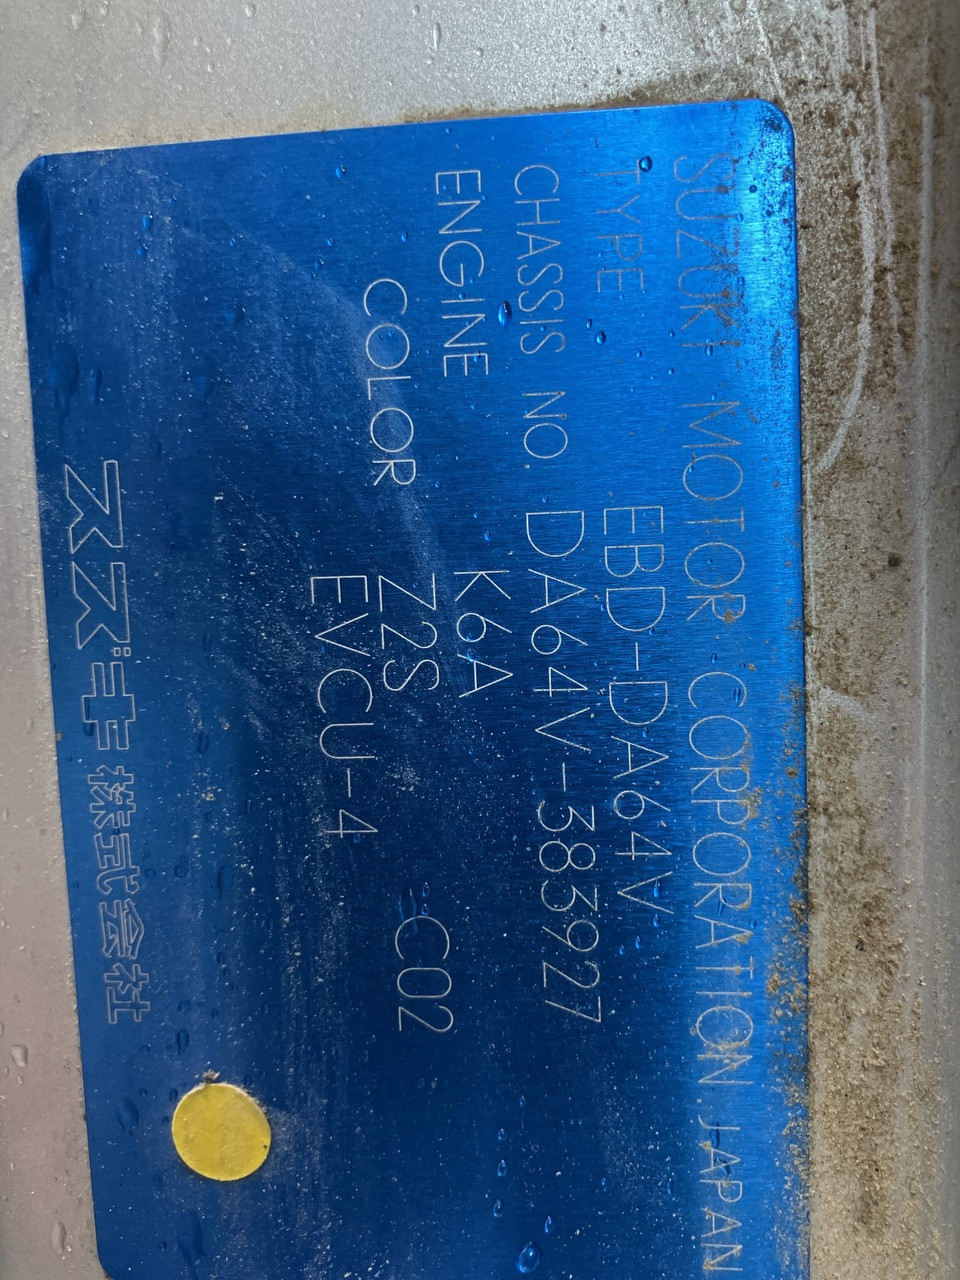 SUZUKI MOTOR CORPORATION. JAPAN
TYPE EBD-DA64V
CHASSIS NO. DA64V-383927
ENGINE K6A
COLOR Z2S C02
EVCU-4
スズキ株式会社